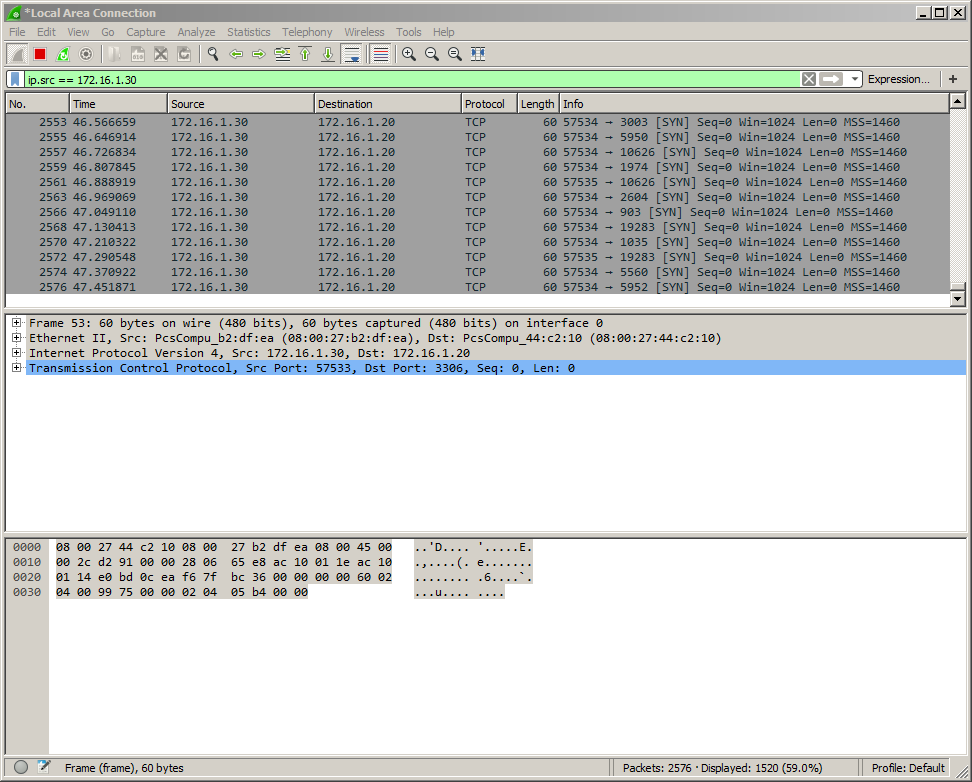 *Local Area Connection
File Edit View Go Capture Analyze Statistics Telephony Wireless Tools Help
ip.src == 172.16.1.30 Expression... +
No. Time Source Destination Protocol Length Info
2553 46.566659 172.16.1.30 172.16.1.20 TCP 60 57534 → 3003 [SYN] Seq=0 Win=1024 Len=0 MSS=1460
2555 46.646914 172.16.1.30 172.16.1.20 TCP 60 57534 → 5950 [SYN] Seq=0 Win=1024 Len=0 MSS=1460
2557 46.726834 172.16.1.30 172.16.1.20 TCP 60 57534 → 10626 [SYN] Seq=0 Win=1024 Len=0 MSS=1460
2559 46.807845 172.16.1.30 172.16.1.20 TCP 60 57534 → 1974 [SYN] Seq=0 Win=1024 Len=0 MSS=1460
2561 46.888919 172.16.1.30 172.16.1.20 TCP 60 57535 → 10626 [SYN] Seq=0 Win=1024 Len=0 MSS=1460
2563 46.969069 172.16.1.30 172.16.1.20 TCP 60 57534 → 2604 [SYN] Seq=0 Win=1024 Len=0 MSS=1460
2566 47.049110 172.16.1.30 172.16.1.20 TCP 60 57534 → 903 [SYN] Seq=0 Win=1024 Len=0 MSS=1460
2568 47.130413 172.16.1.30 172.16.1.20 TCP 60 57534 → 19283 [SYN] Seq=0 Win=1024 Len=0 MSS=1460
2570 47.210322 172.16.1.30 172.16.1.20 TCP 60 57534 → 1035 [SYN] Seq=0 Win=1024 Len=0 MSS=1460
2572 47.290548 172.16.1.30 172.16.1.20 TCP 60 57535 → 19283 [SYN] Seq=0 Win=1024 Len=0 MSS=1460
2574 47.370922 172.16.1.30 172.16.1.20 TCP 60 57534 → 5560 [SYN] Seq=0 Win=1024 Len=0 MSS=1460
2576 47.451871 172.16.1.30 172.16.1.20 TCP 60 57534 → 5952 [SYN] Seq=0 Win=1024 Len=0 MSS=1460
Frame 53: 60 bytes on wire (480 bits), 60 bytes captured (480 bits) on interface 0
Ethernet II, Src: PcsCompu_b2:df:ea (08:00:27:b2:df:ea), Dst: PcsCompu_44:c2:10 (08:00:27:44:c2:10)
Internet Protocol Version 4, Src: 172.16.1.30, Dst: 172.16.1.20
Transmission Control Protocol, Src Port: 57533, Dst Port: 3306, Seq: 0, Len: 0
0000 08 00 27 44 c2 10 08 00 27 b2 df ea 08 00 45 00 ..'D.... '.....E.
0010 00 2c d2 91 00 00 28 06 65 e8 ac 10 01 1e ac 10 .,....(. e.......
0020 01 14 e0 bd 0c ea f6 7f bc 36 00 00 00 00 60 02 ........ .6....`.
0030 04 00 99 75 00 00 02 04 05 b4 00 00 ...u.... ....
Frame (frame), 60 bytes Packets: 2576 · Displayed: 1520 (59.0%) Profile: Default